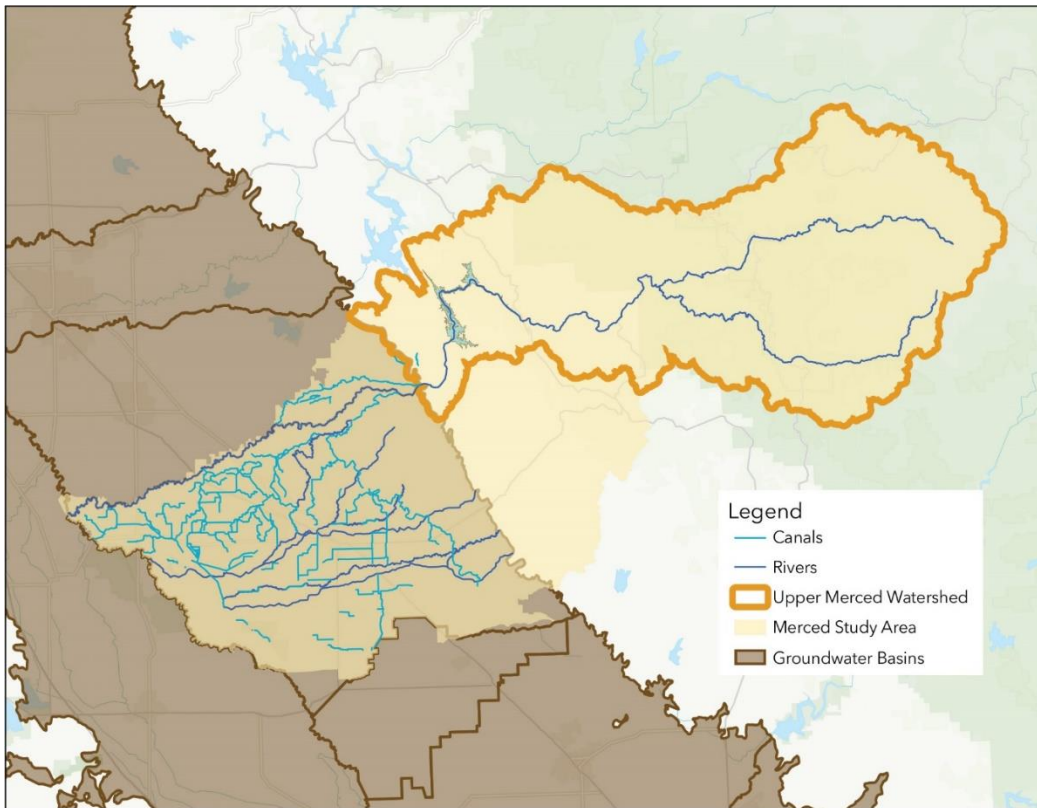 Legend
Canals
Rivers
Upper Merced Watershed
Merced Study Area
Groundwater Basins